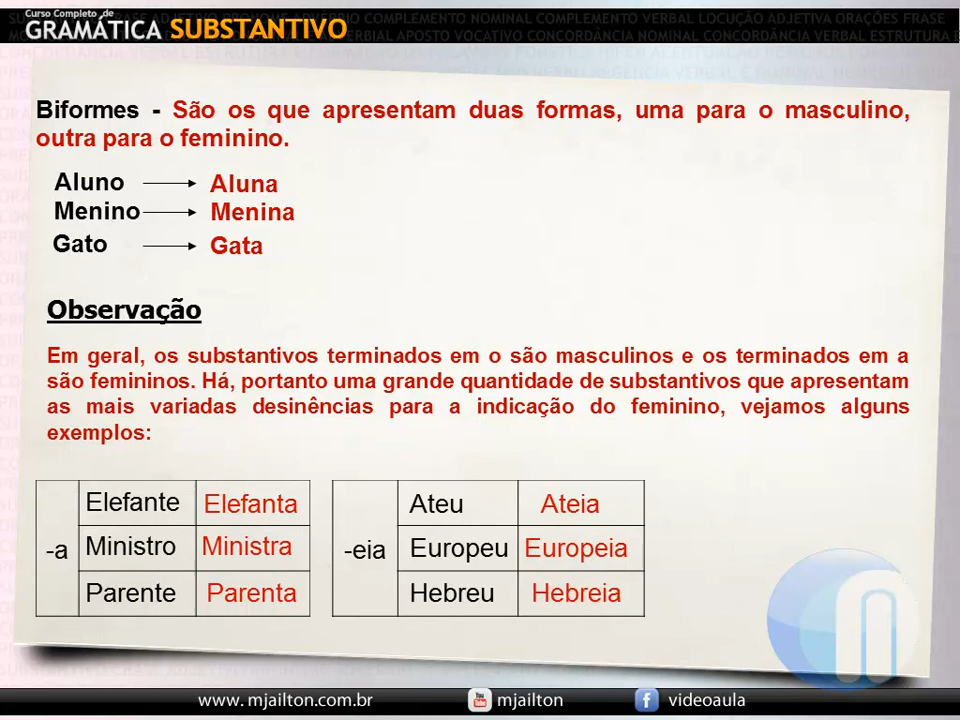 Curso Completo de
GRAMÁTICA SUBSTANTIVO
Biformes - São os que apresentam duas formas, uma para o masculino,
outra para o feminino.
Aluno Aluna
Menino Menina
Gato Gata
Observação
Em geral, os substantivos terminados em o são masculinos e os terminados em a
são femininos. Há, portanto uma grande quantidade de substantivos que apresentam
as mais variadas desinências para a indicação do feminino, vejamos alguns
exemplos:
-a
Elefante Elefanta
Ministro Ministra
Parente Parenta
-eia
Ateu Ateia
Europeu Europeia
Hebreu Hebreia
www. mjailton.com.br You Tube mjailton f videoaula